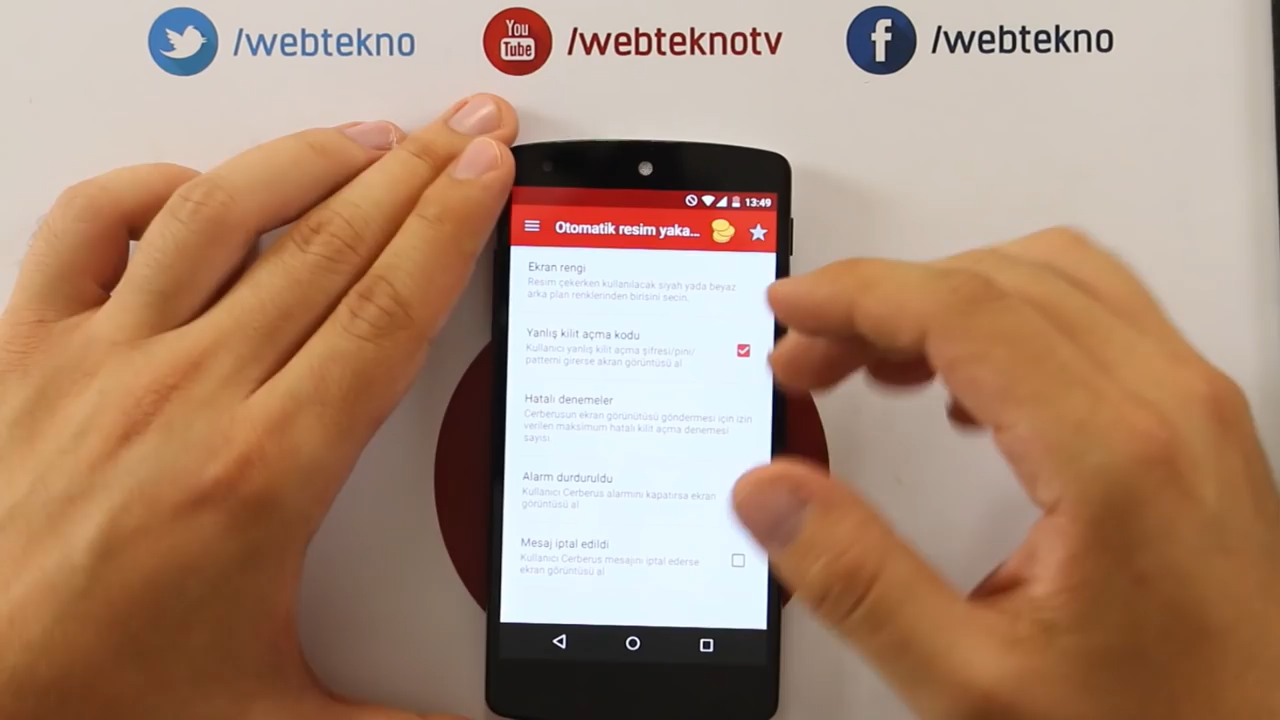 /webtekno
You
Tube
/webteknotv
/webtekno
13:49
Otomatik resim yaka...
Ekran rengi
Resim çekerken kullanılacak siyah yada beyaz
arka plan renklerinden birisini seçin.
Yanlış kilit açma kodu
Kullanıcı yanlış kilit açma şifresi/pini/
patterni girerse akran görüntüsü al
Hatalı denemeler
Cerberusun ekran görünütüsü göndermesi için izin
verilen maksimum hatalı kilit açma denemesi
sayısı
Alarm durduruldu
Kullanıcı Cerberus alarmını kapatırsa ekran
görüntüsü al
Mesaj iptal edildi
Kullanıcı Cerberus mesajını iptal ederse
ekran görüntüsü al